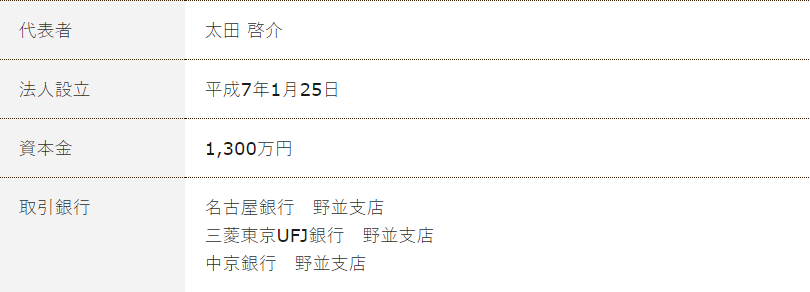 代表者 太田 啓介
法人設立 平成7年1月25日
資本金 1,300万円
取引銀行 名古屋銀行　野並支店
三菱東京UFJ銀行　野並支店
中京銀行　野並支店